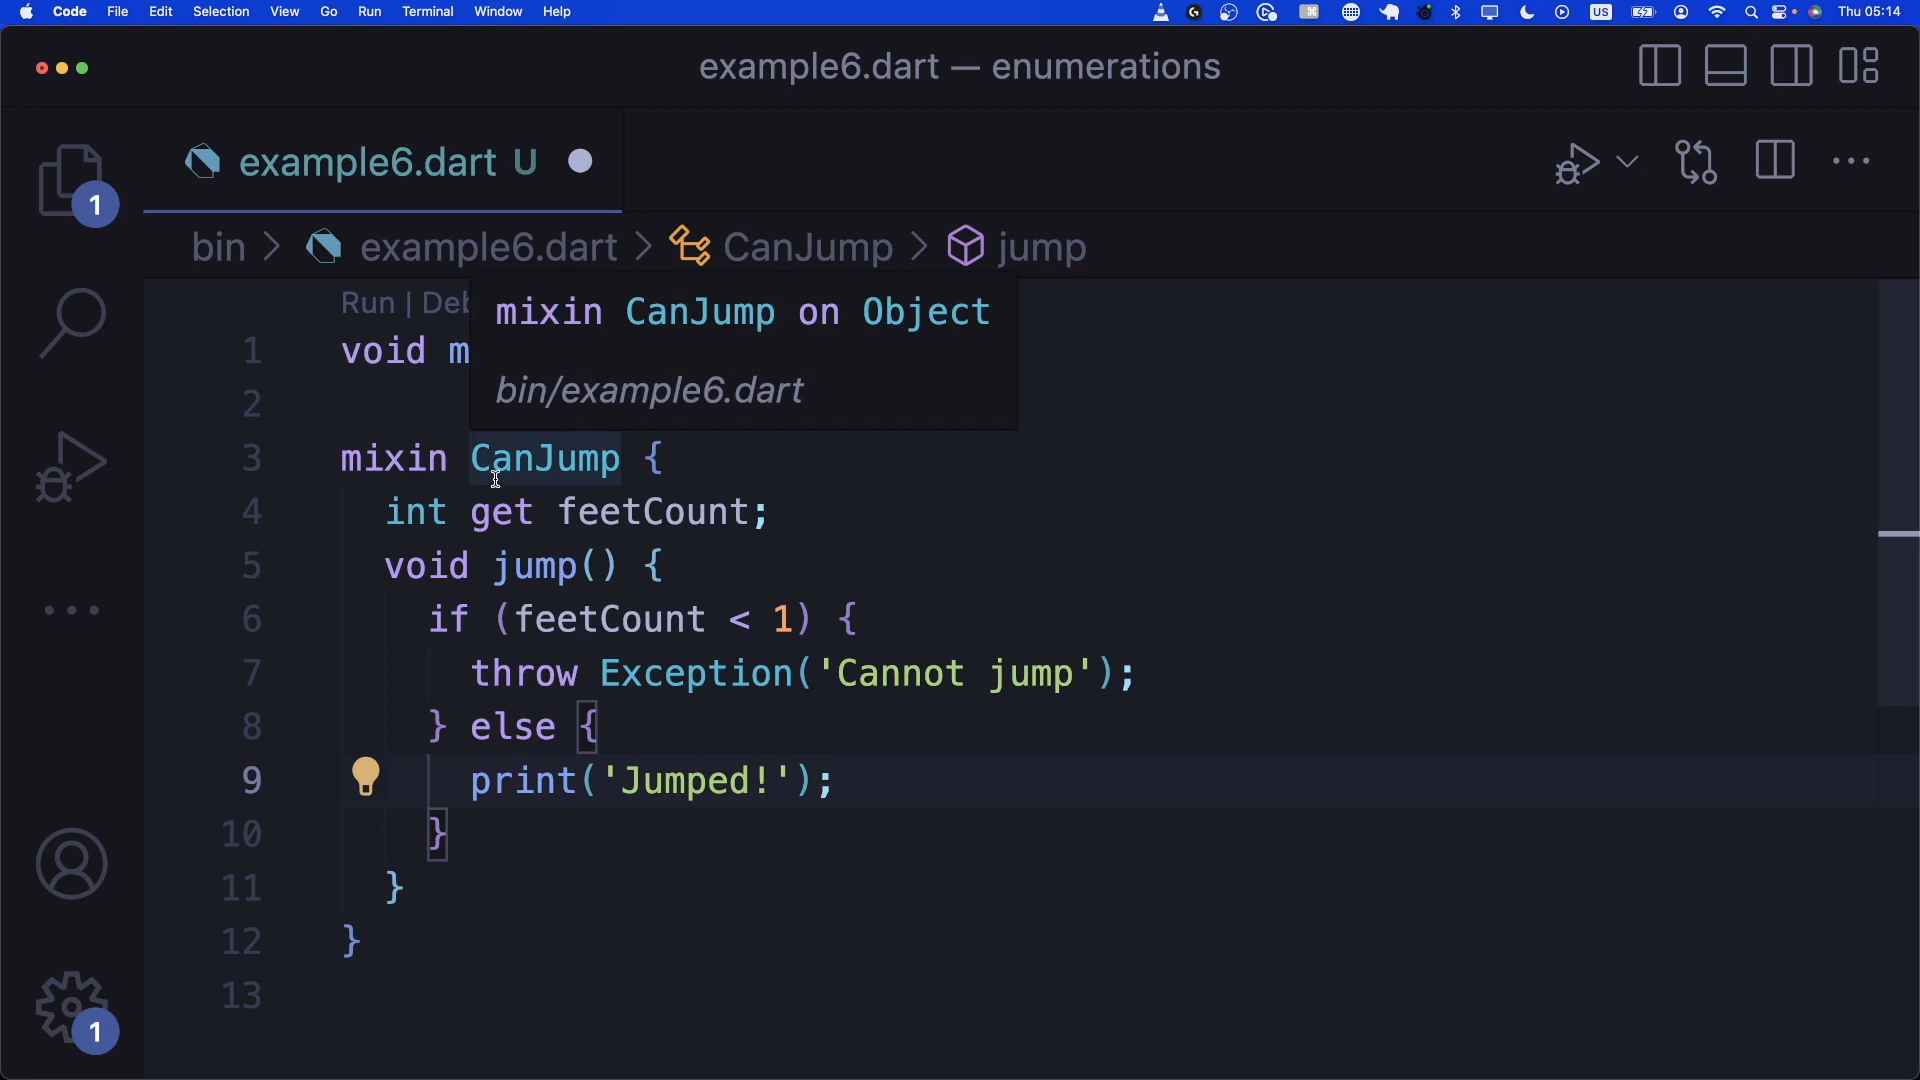 Code File Edit Selection View Go Run Terminal Window Help US Thu 05:14
example6.dart — enumerations
example6.dart U
1
bin > example6.dart > CanJump > jump
Run | Deb
mixin CanJump on Object
bin/example6.dart
1 void m
2
3 mixin CanJump {
4 int get feetCount;
5 void jump() {
6 if (feetCount < 1) {
7 throw Exception('Cannot jump');
8 } else {
9 print('Jumped!');
10 }
11 }
12 }
13
1